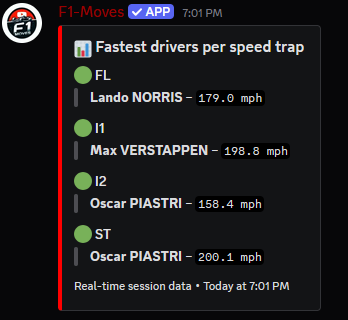 F1-Moves APP 7:01 PM
F1
MOVES
Fastest drivers per speed trap
FL
Lando NORRIS – 179.0 mph
I1
Max VERSTAPPEN – 198.8 mph
I2
Oscar PIASTRI – 158.4 mph
ST
Oscar PIASTRI – 200.1 mph
Real-time session data • Today at 7:01 PM